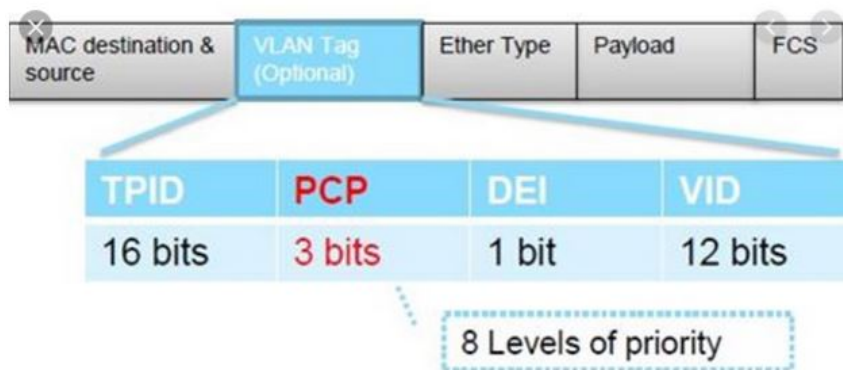 MAC destination & source
VLAN Tag (Optional)
Ether Type
Payload
FCS
TPID
PCP
DEI
VID
16 bits
3 bits
1 bit
12 bits
8 Levels of priority